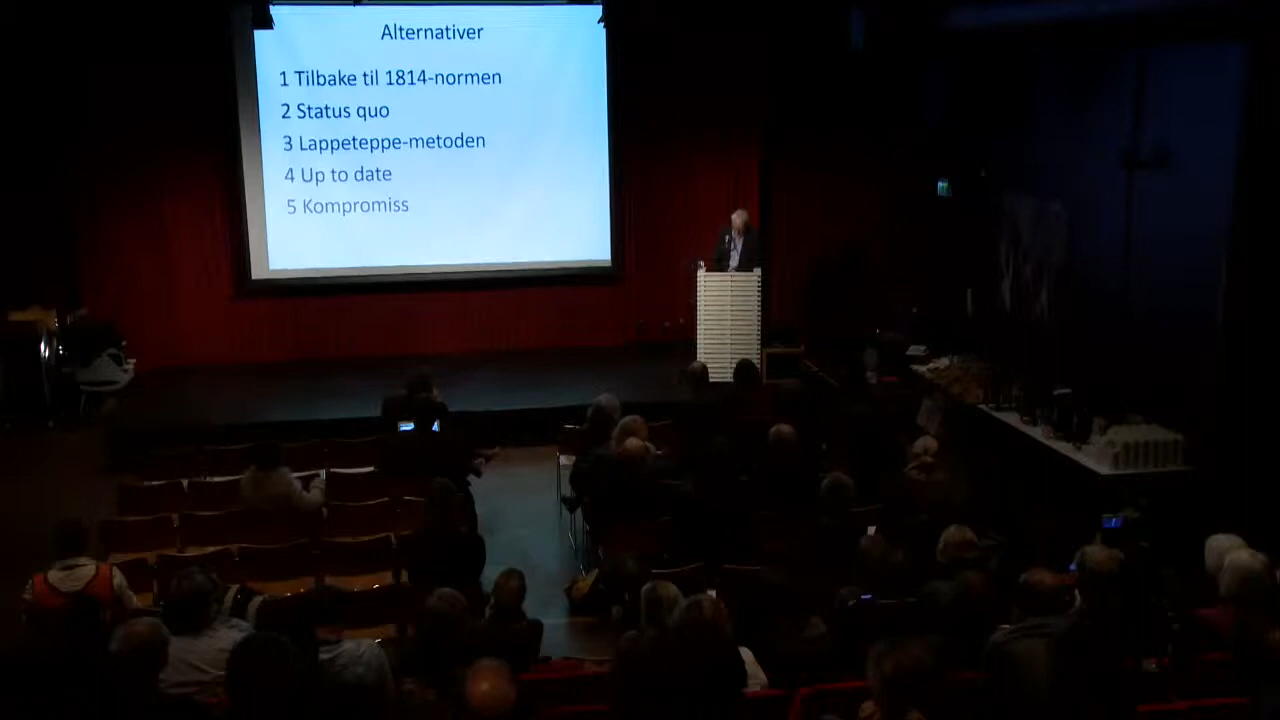 Alternativer
1 Tilbake til 1814-normen
2 Status quo
3 Lappeteppe-metoden
4 Up to date
5 Kompromiss